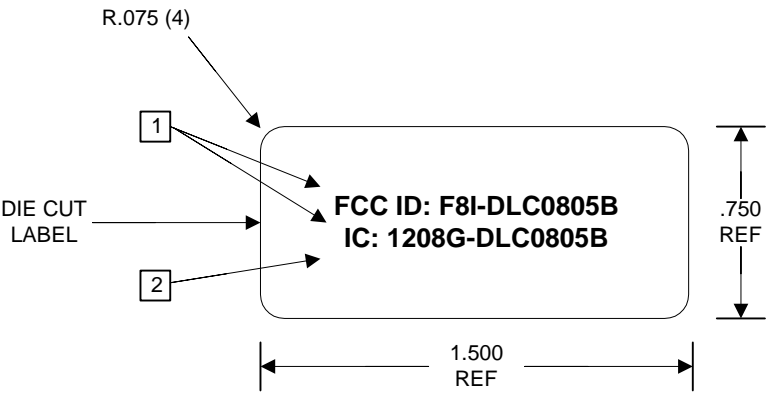 R.075 (4)
1
FCC ID: F8I-DLC0805B
IC: 1208G-DLC0805B
DIE CUT
LABEL
.750
REF
2
1.500
REF